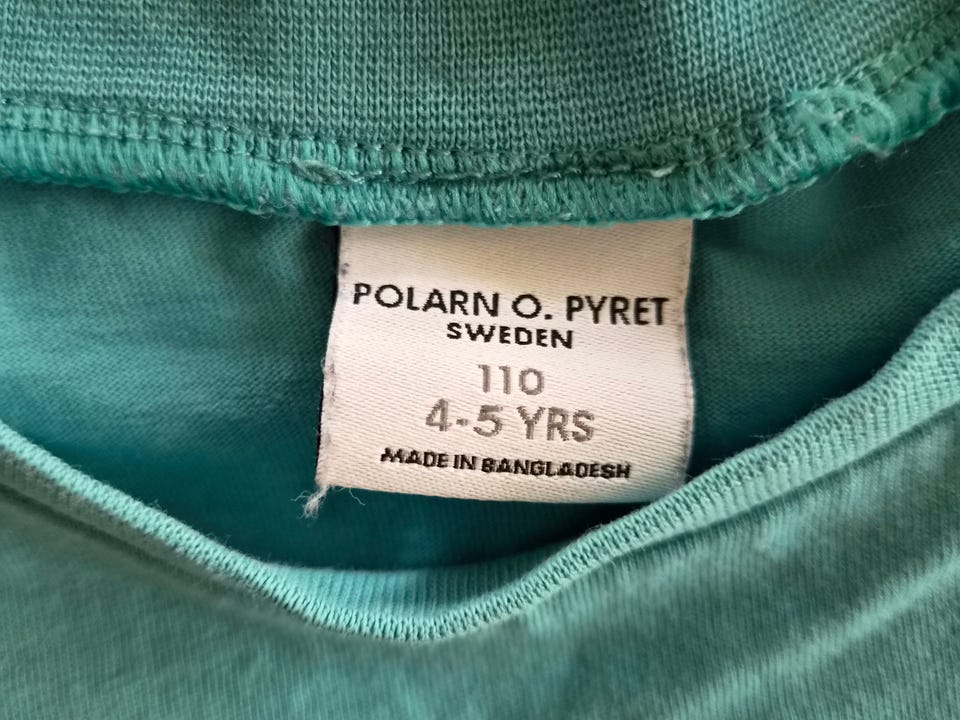 POLARN O. PYRET
SWEDEN
110
4-5 YRS
MADE IN BANGLADESH